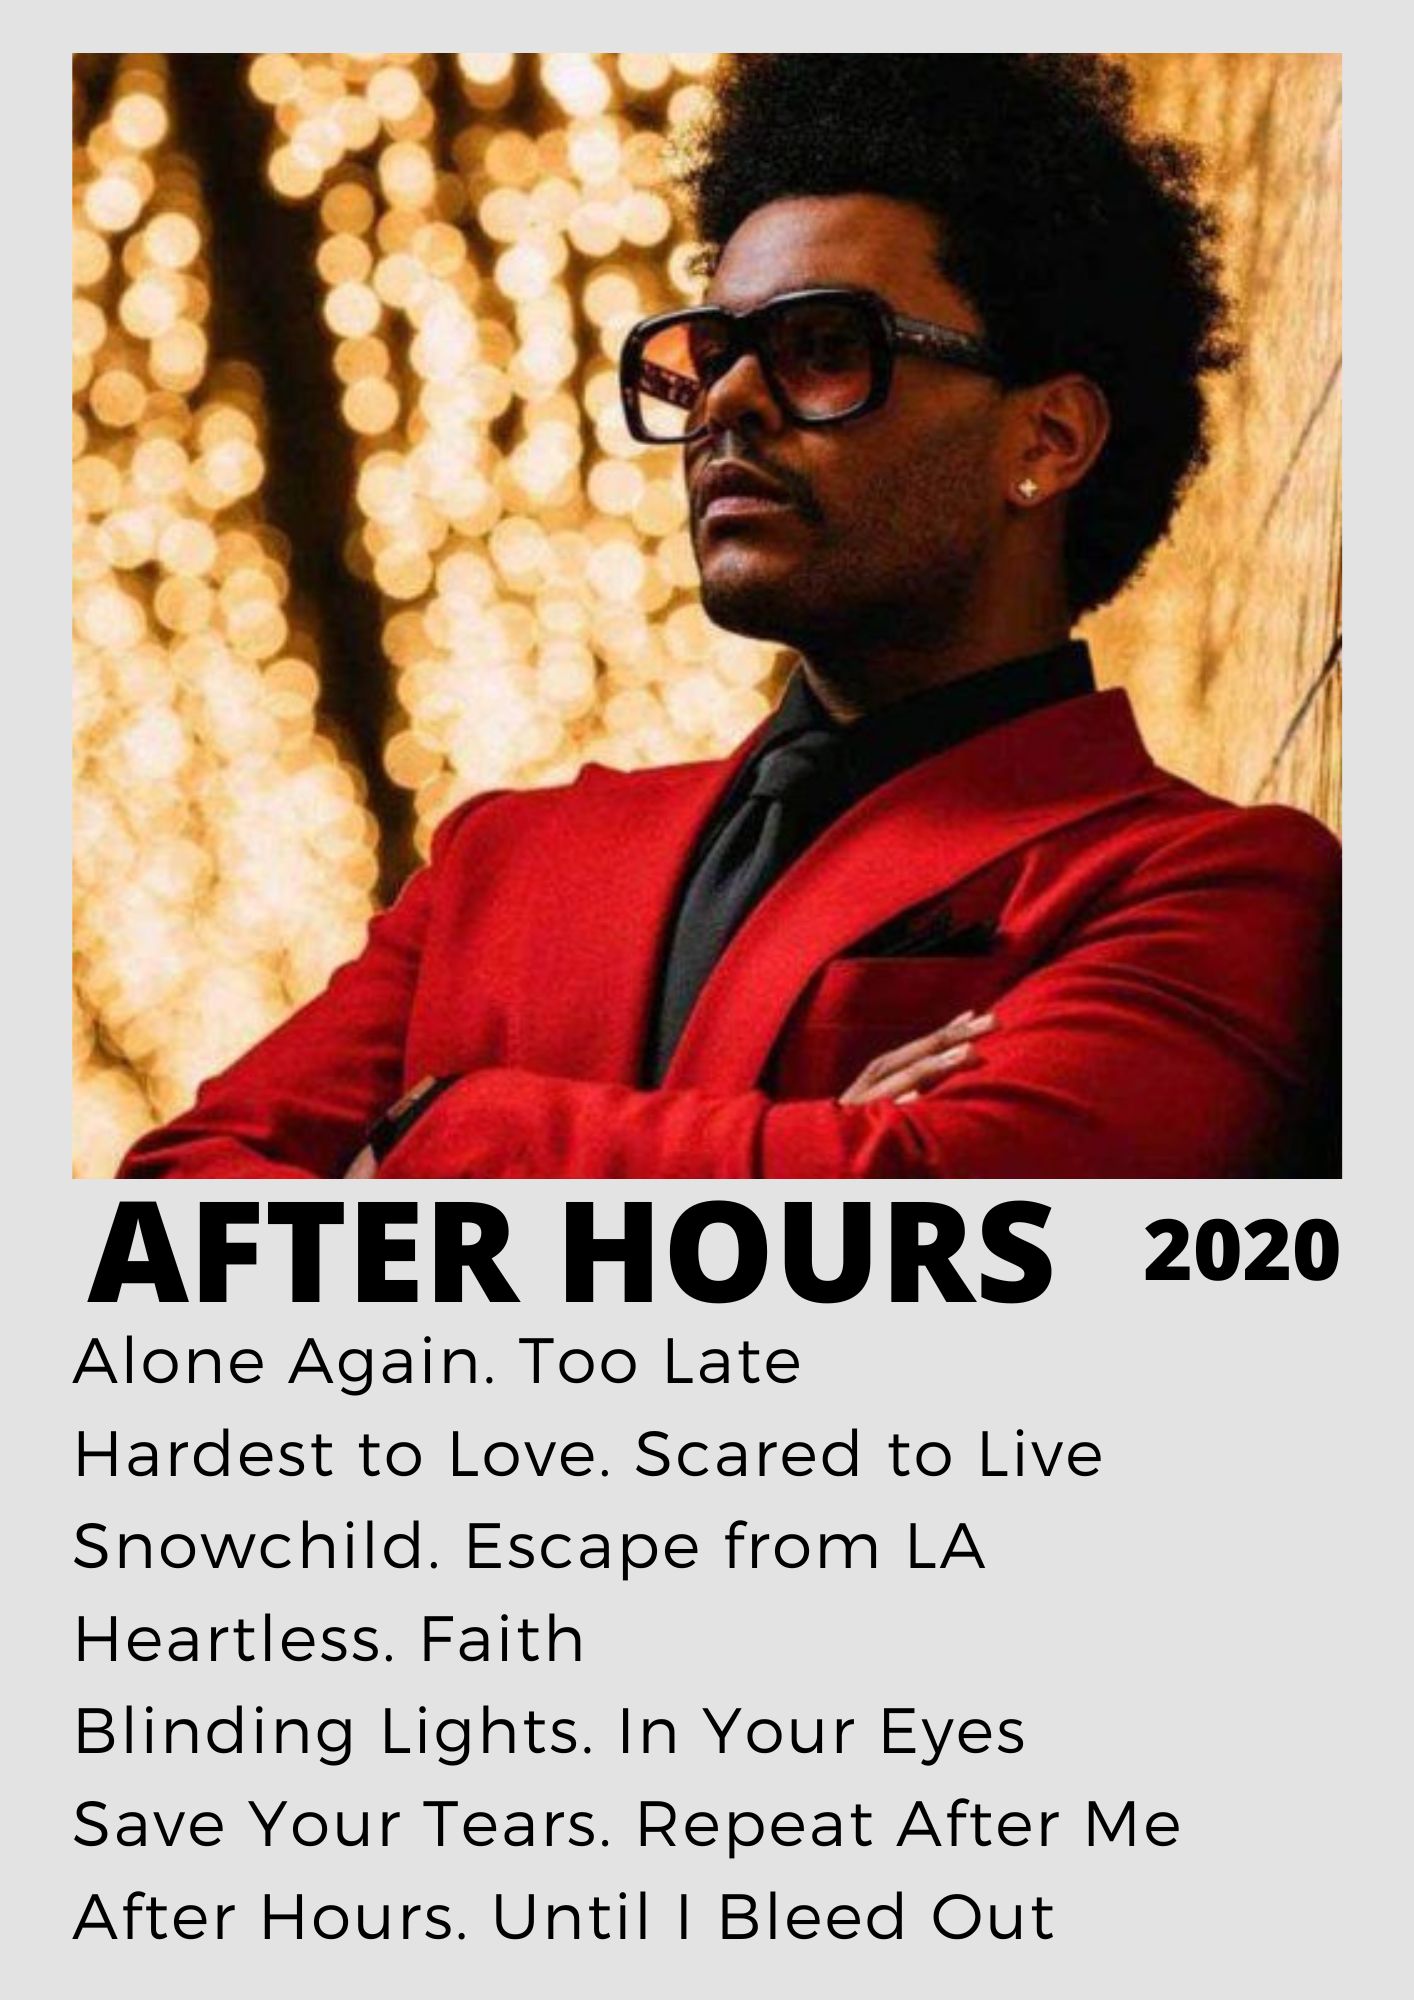 AFTER HOURS 2020
Alone Again. Too Late
Hardest to Love. Scared to Live
Snowchild. Escape from LA
Heartless. Faith
Blinding Lights. In Your Eyes
Save Your Tears. Repeat After Me
After Hours. Until I Bleed Out